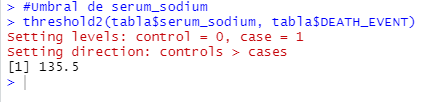 > #Umbral de serum_sodium
> threshold2(tabla$serum_sodium, tabla$DEATH_EVENT)
Setting levels: control = 0, case = 1
Setting direction: controls > cases
[1] 135.5
>